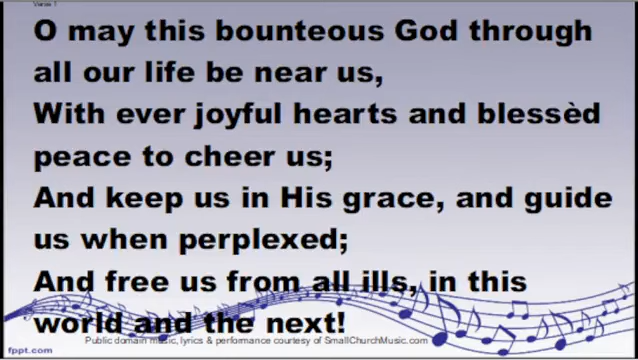 Verse 1
O may this bounteous God through
all our life be near us,
With ever joyful hearts and blessèd
peace to cheer us;
And keep us in His grace, and guide
us when perplexed;
And free us from all ills, in this
world and the next!
Public domain music, lyrics & performance courtesy of SmallChurchMusic.com
fppt.com